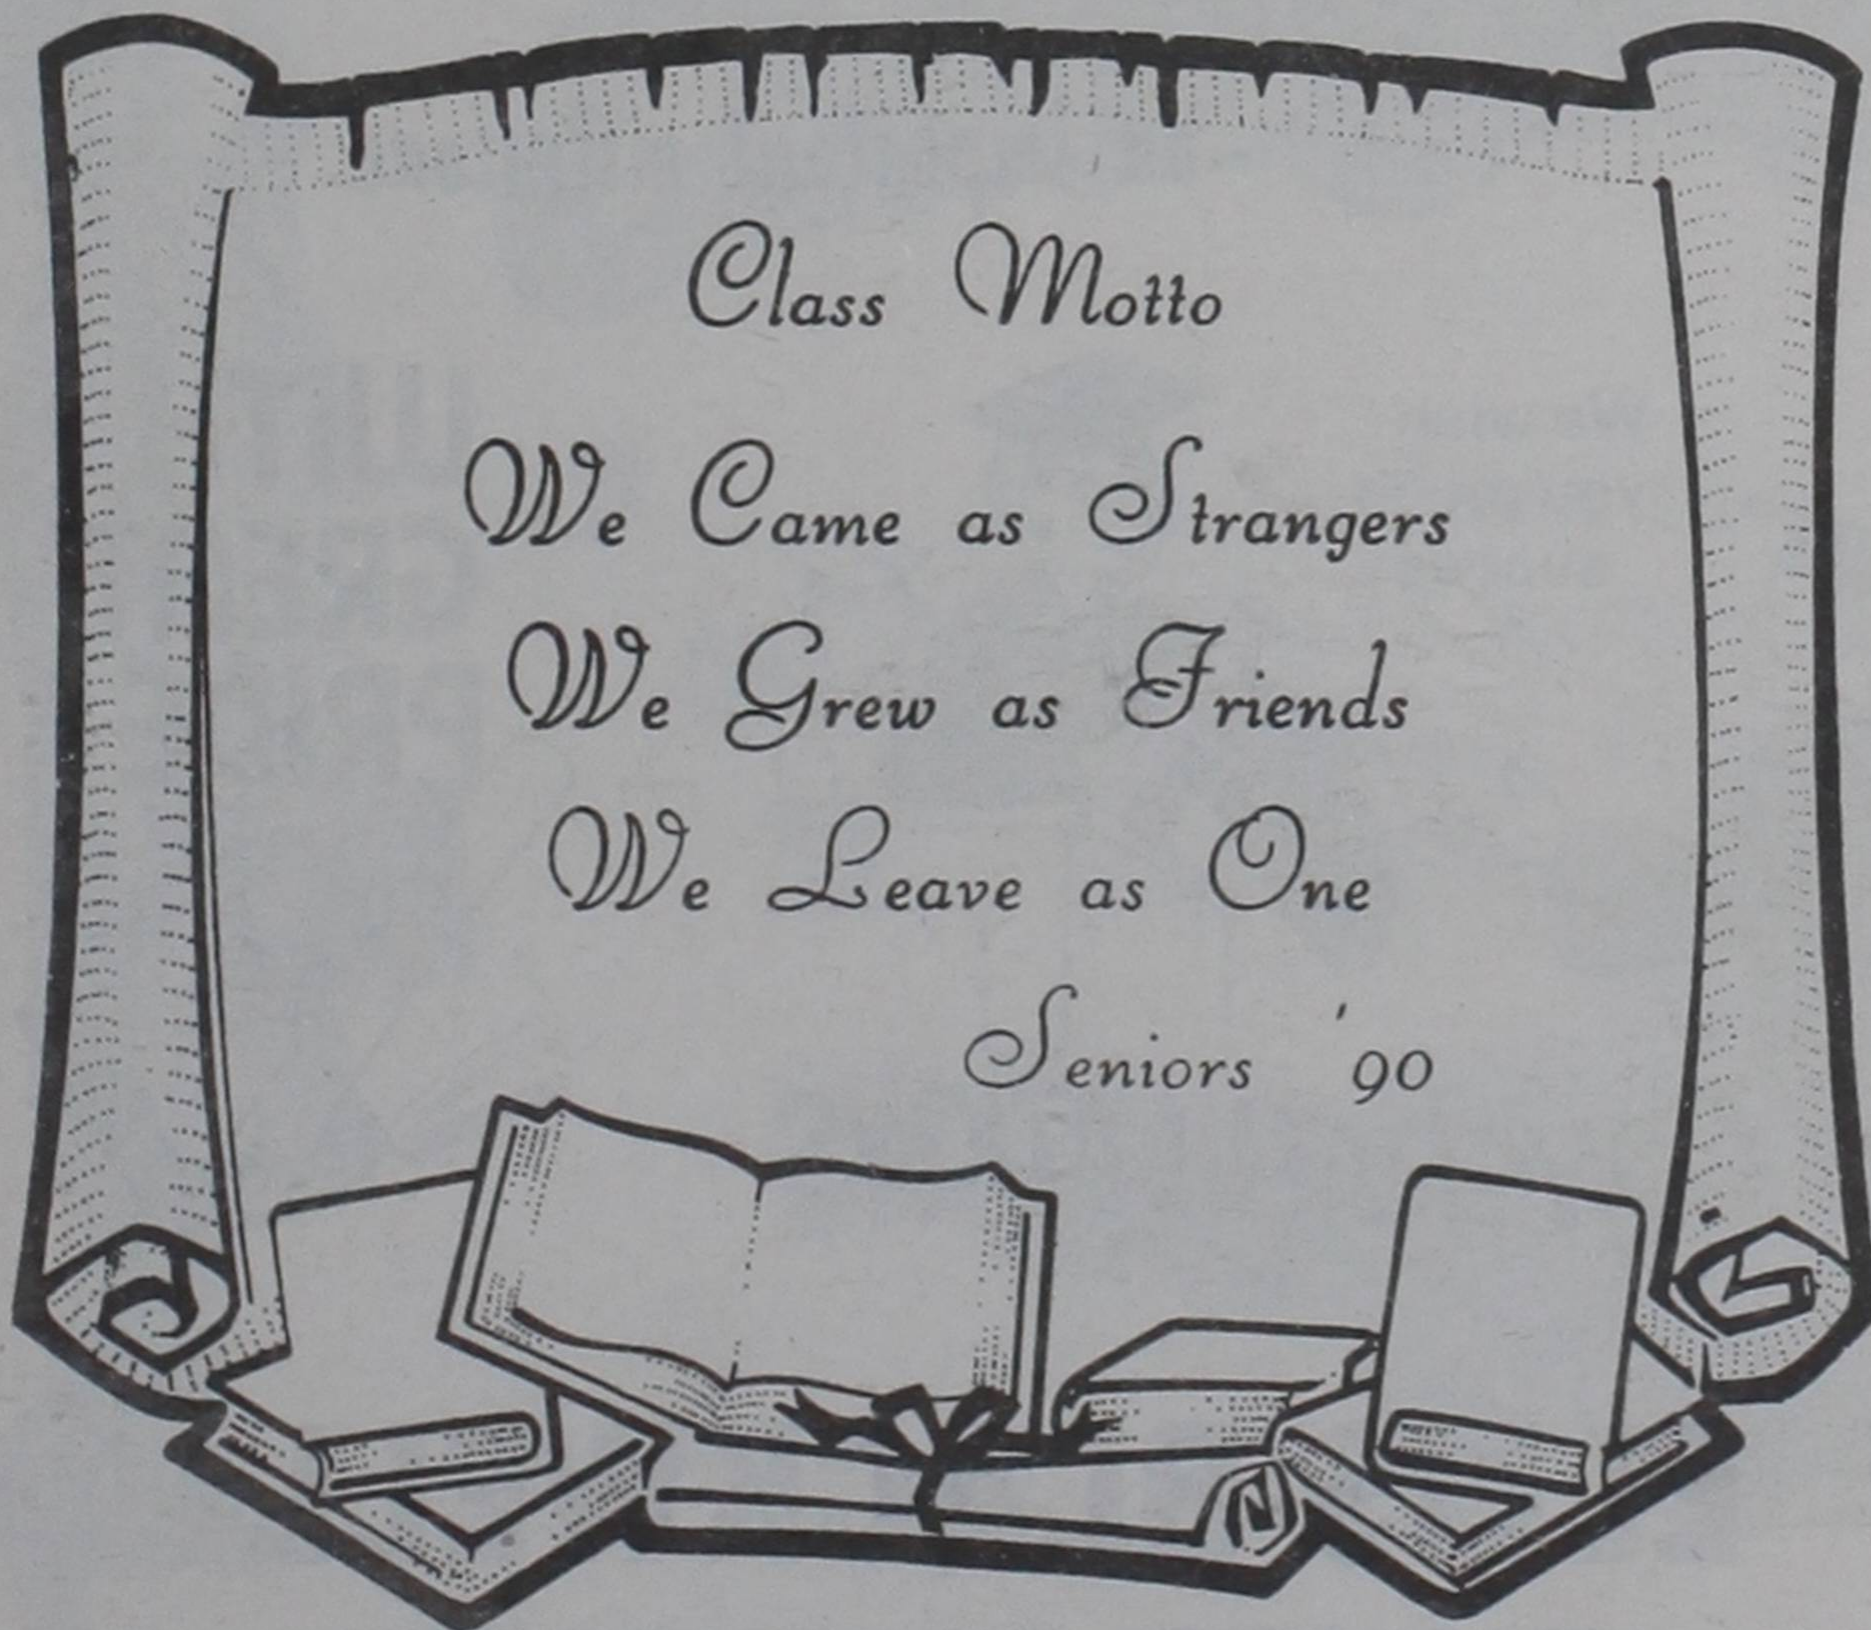 Class Motto
We Came as Strangers
We Grew as Friends
We Leave as One
Seniors '90